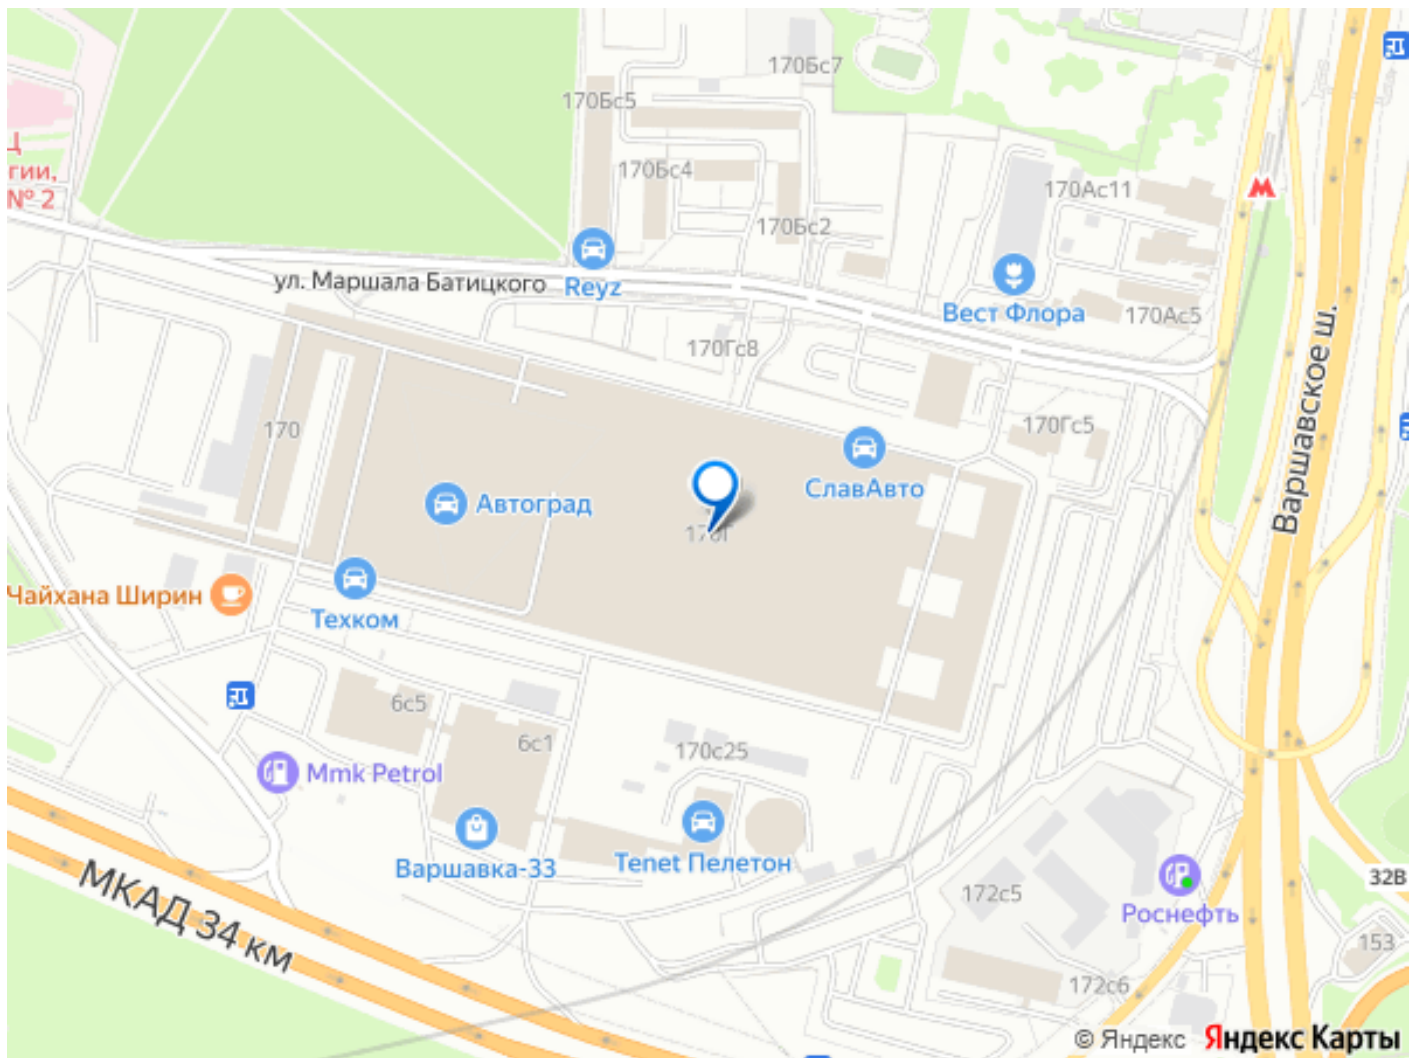 170Бс7
170Бс5
Ц
гии,
№ 2
170Бс4
170Ас11
170Бс2
ул. Маршала Батицкого
Reyz
Вест Флора
170Ас5
170Гс8
Варшавское ш.
170
170Гс5
СлавАвто
Автоград
170Г
Чайхана Ширин
Техком
6с5
6с1
170с25
Mmk Petrol
Варшавка-33
Tenet Пелетон
МКАД 34 км
172с5
32В
Роснефть
153
172с6
© Яндекс Яндекс Карты